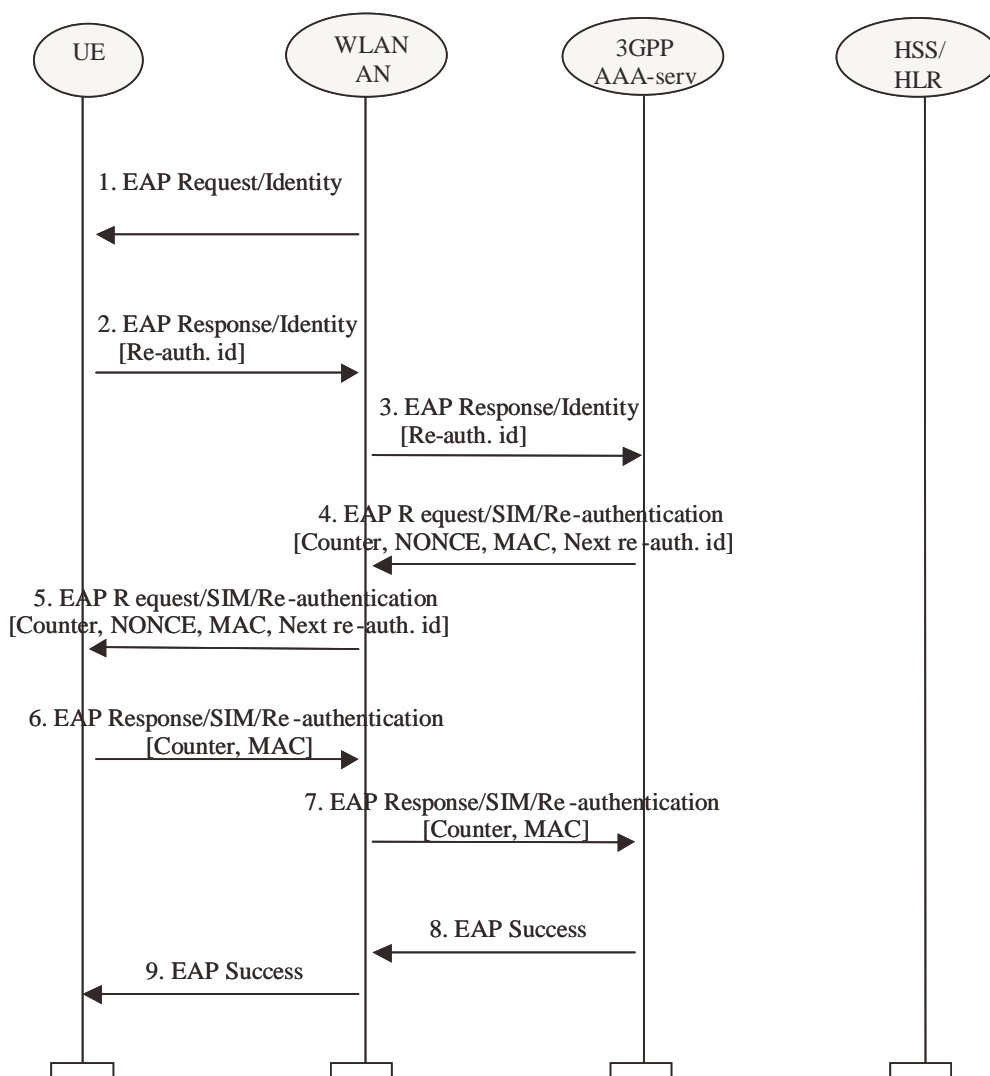 UE
WLAN
AN
3GPP
AAA-serv
HSS/
HLR
1. EAP Request/Identity
2. EAP Response/Identity
[Re-auth. id]
3. EAP Response/Identity
[Re-auth. id]
4. EAP R equest/SIM/Re-authentication
[Counter, NONCE, MAC, Next re-auth. id]
5. EAP R equest/SIM/Re-authentication
[Counter, NONCE, MAC, Next re-auth. id]
6. EAP Response/SIM/Re-authentication
[Counter, MAC]
7. EAP Response/SIM/Re-authentication
[Counter, MAC]
8. EAP Success
9. EAP Success